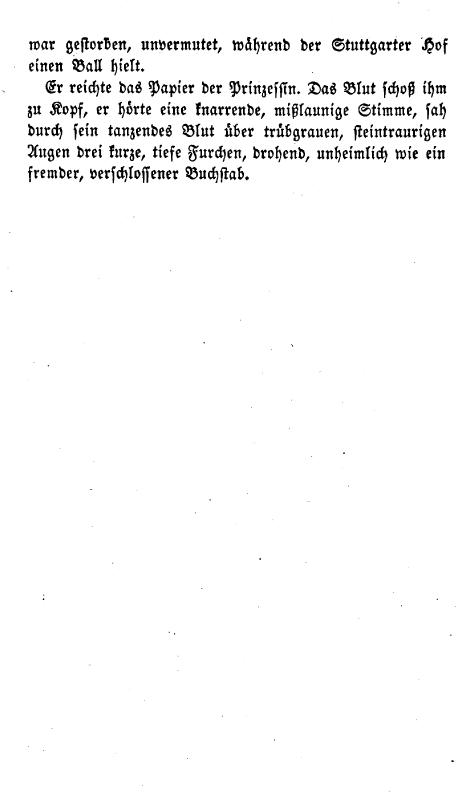 war gestorben, unvermutet, während der Stuttgarter Hof
einen Ball hielt.
Er reichte das Papier der Prinzessin. Das Blut schoß ihm
zu Kopf, er hörte eine knarrende, mißlaunige Stimme, sah
durch sein tanzendes Blut über trübgrauen, steintraurigen
Augen drei kurze, tiefe Furchen, drohend, unheimlich wie ein
fremder, verschlossener Buchstab.